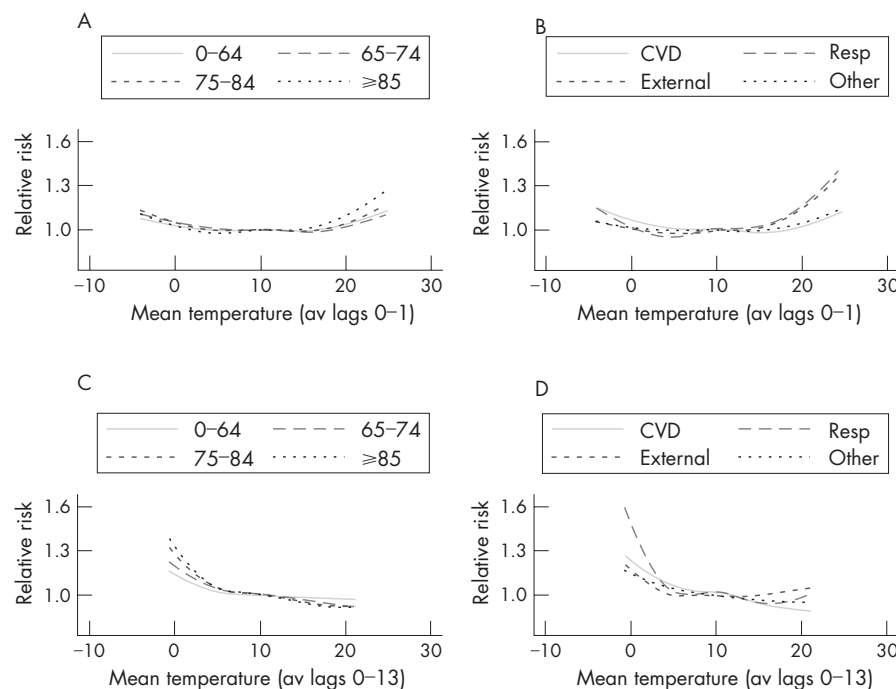 A
0–64
65–74
75–84
≥85
Relative risk
1.6
1.3
1.0
–10
0
10
20
30
Mean temperature (av lags 0–1)
B
CVD
Resp
External
Other
Relative risk
1.6
1.3
1.0
–10
0
10
20
30
Mean temperature (av lags 0–1)
C
0–64
65–74
75–84
≥85
Relative risk
1.6
1.3
1.0
–10
0
10
20
30
Mean temperature (av lags 0–13)
D
CVD
Resp
External
Other
Relative risk
1.6
1.3
1.0
–10
0
10
20
30
Mean temperature (av lags 0–13)